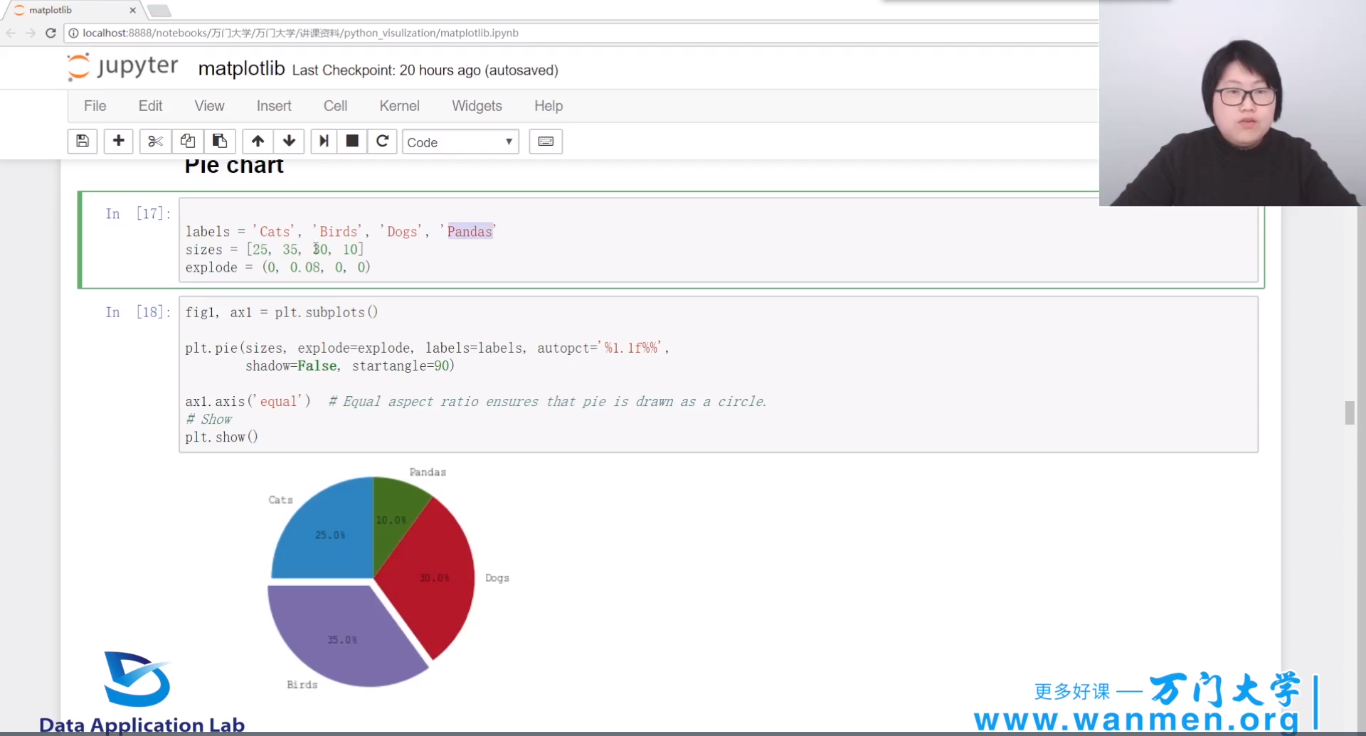 matplotlib
localhost:8888/notebooks/万门大学/万门大学/讲课资料/python_visulization/matplotlib.ipynb
jupyter matplotlib Last Checkpoint: 20 hours ago (autosaved)
File Edit View Insert Cell Kernel Widgets Help
Code
Pie chart
In [17]:
labels = 'Cats', 'Birds', 'Dogs', 'Pandas'
sizes = [25, 35, 30, 10]
explode = (0, 0.08, 0, 0)
In [18]: fig1, ax1 = plt.subplots()
plt.pie(sizes, explode=explode, labels=labels, autopct='%1.1f%%',
shadow=False, startangle=90)
ax1.axis('equal') # Equal aspect ratio ensures that pie is drawn as a circle.
# Show
plt.show()
Pandas
Cats
10.0%
25.0%
30.0% Dogs
35.0%
Birds
Data Application Lab
更多好课 — 万门大学
www.wanmen.org